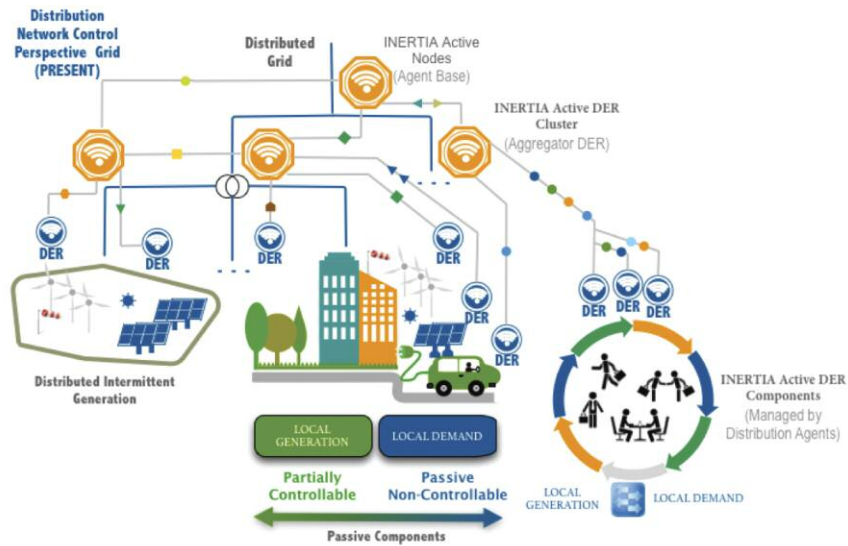 Distribution
Network Control
Perspective Grid
(PRESENT)
Distributed
Grid
INERTIA Active
Nodes
(Agent Base)
INERTIA Active DER
Cluster
(Aggregator DER)
DER
DER
DER
DER
DER
DER
DER
DER
DER
Distributed Intermittent
Generation
INERTIA Active DER
Components
(Managed by
Distribution Agents)
LOCAL
GENERATION
LOCAL DEMAND
Partially
Controllable
Passive
Non-Controllable
Passive Components
LOCAL
GENERATION
LOCAL DEMAND